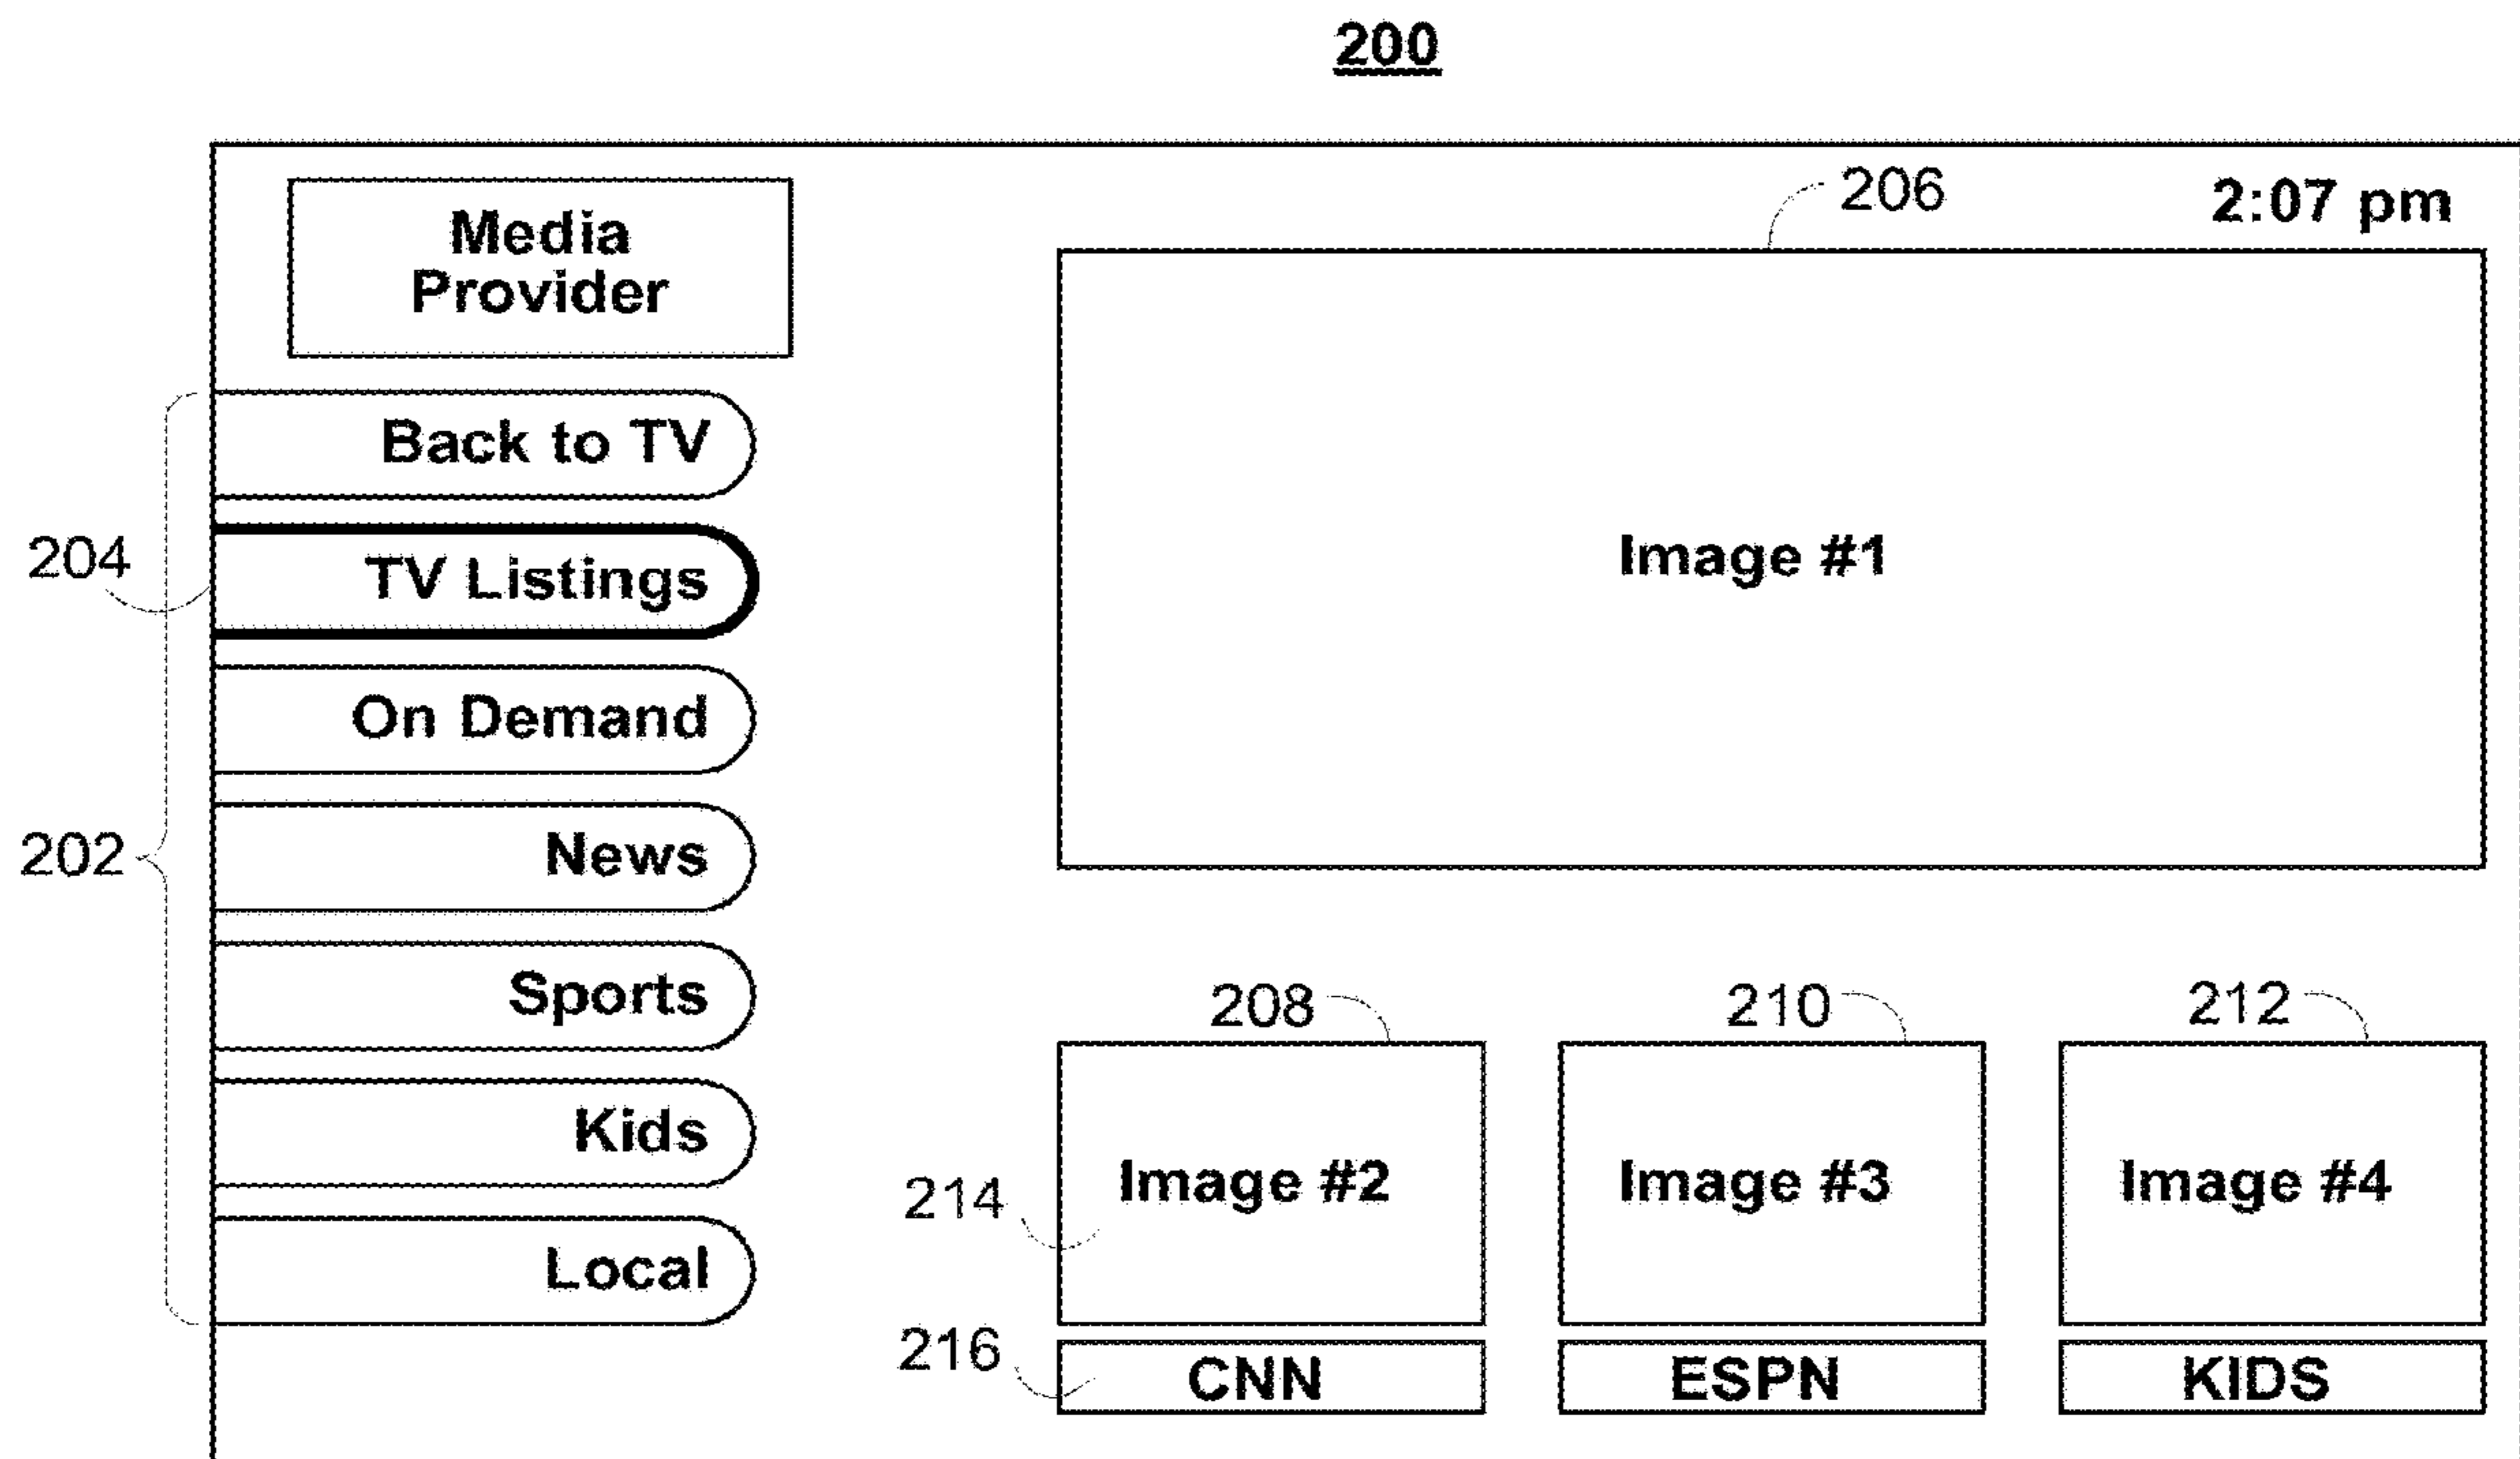 200
206
2:07 pm
Media
Provider
Back to TV
204
TV Listings
Image #1
On Demand
202
News
Sports
Kids
Local
208
210
212
214
Image #2
Image #3
Image #4
216
CNN
ESPN
KIDS